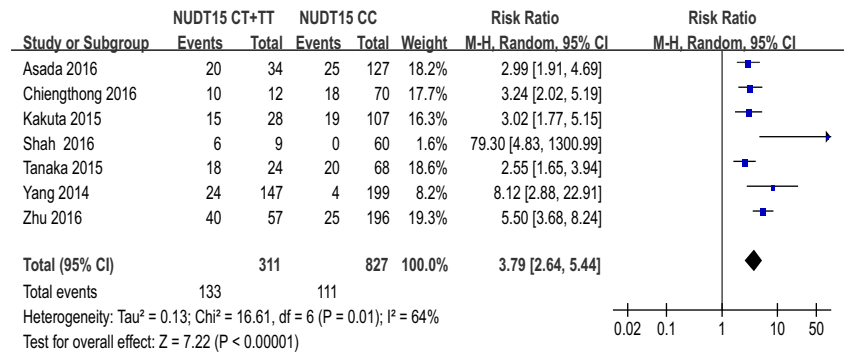 NUDT15 CT+TT NUDT15 CC Risk Ratio Risk Ratio
Study or Subgroup Events Total Events Total Weight M-H, Random, 95% CI M-H, Random, 95% CI
Asada 2016 20 34 25 127 18.2% 2.99 [1.91, 4.69]
Chiengthong 2016 10 12 18 70 17.7% 3.24 [2.02, 5.19]
Kakuta 2015 15 28 19 107 16.3% 3.02 [1.77, 5.15]
Shah 2016 6 9 0 60 1.6% 79.30 [4.83, 1300.99]
Tanaka 2015 18 24 20 68 18.6% 2.55 [1.65, 3.94]
Yang 2014 24 147 4 199 8.2% 8.12 [2.88, 22.91]
Zhu 2016 40 57 25 196 19.3% 5.50 [3.68, 8.24]
Total (95% CI) 311 827 100.0% 3.79 [2.64, 5.44]
Total events 133 111
Heterogeneity: Tau² = 0.13; Chi² = 16.61, df = 6 (P = 0.01); I² = 64%
Test for overall effect: Z = 7.22 (P < 0.00001)
0.02 0.1 1 10 50